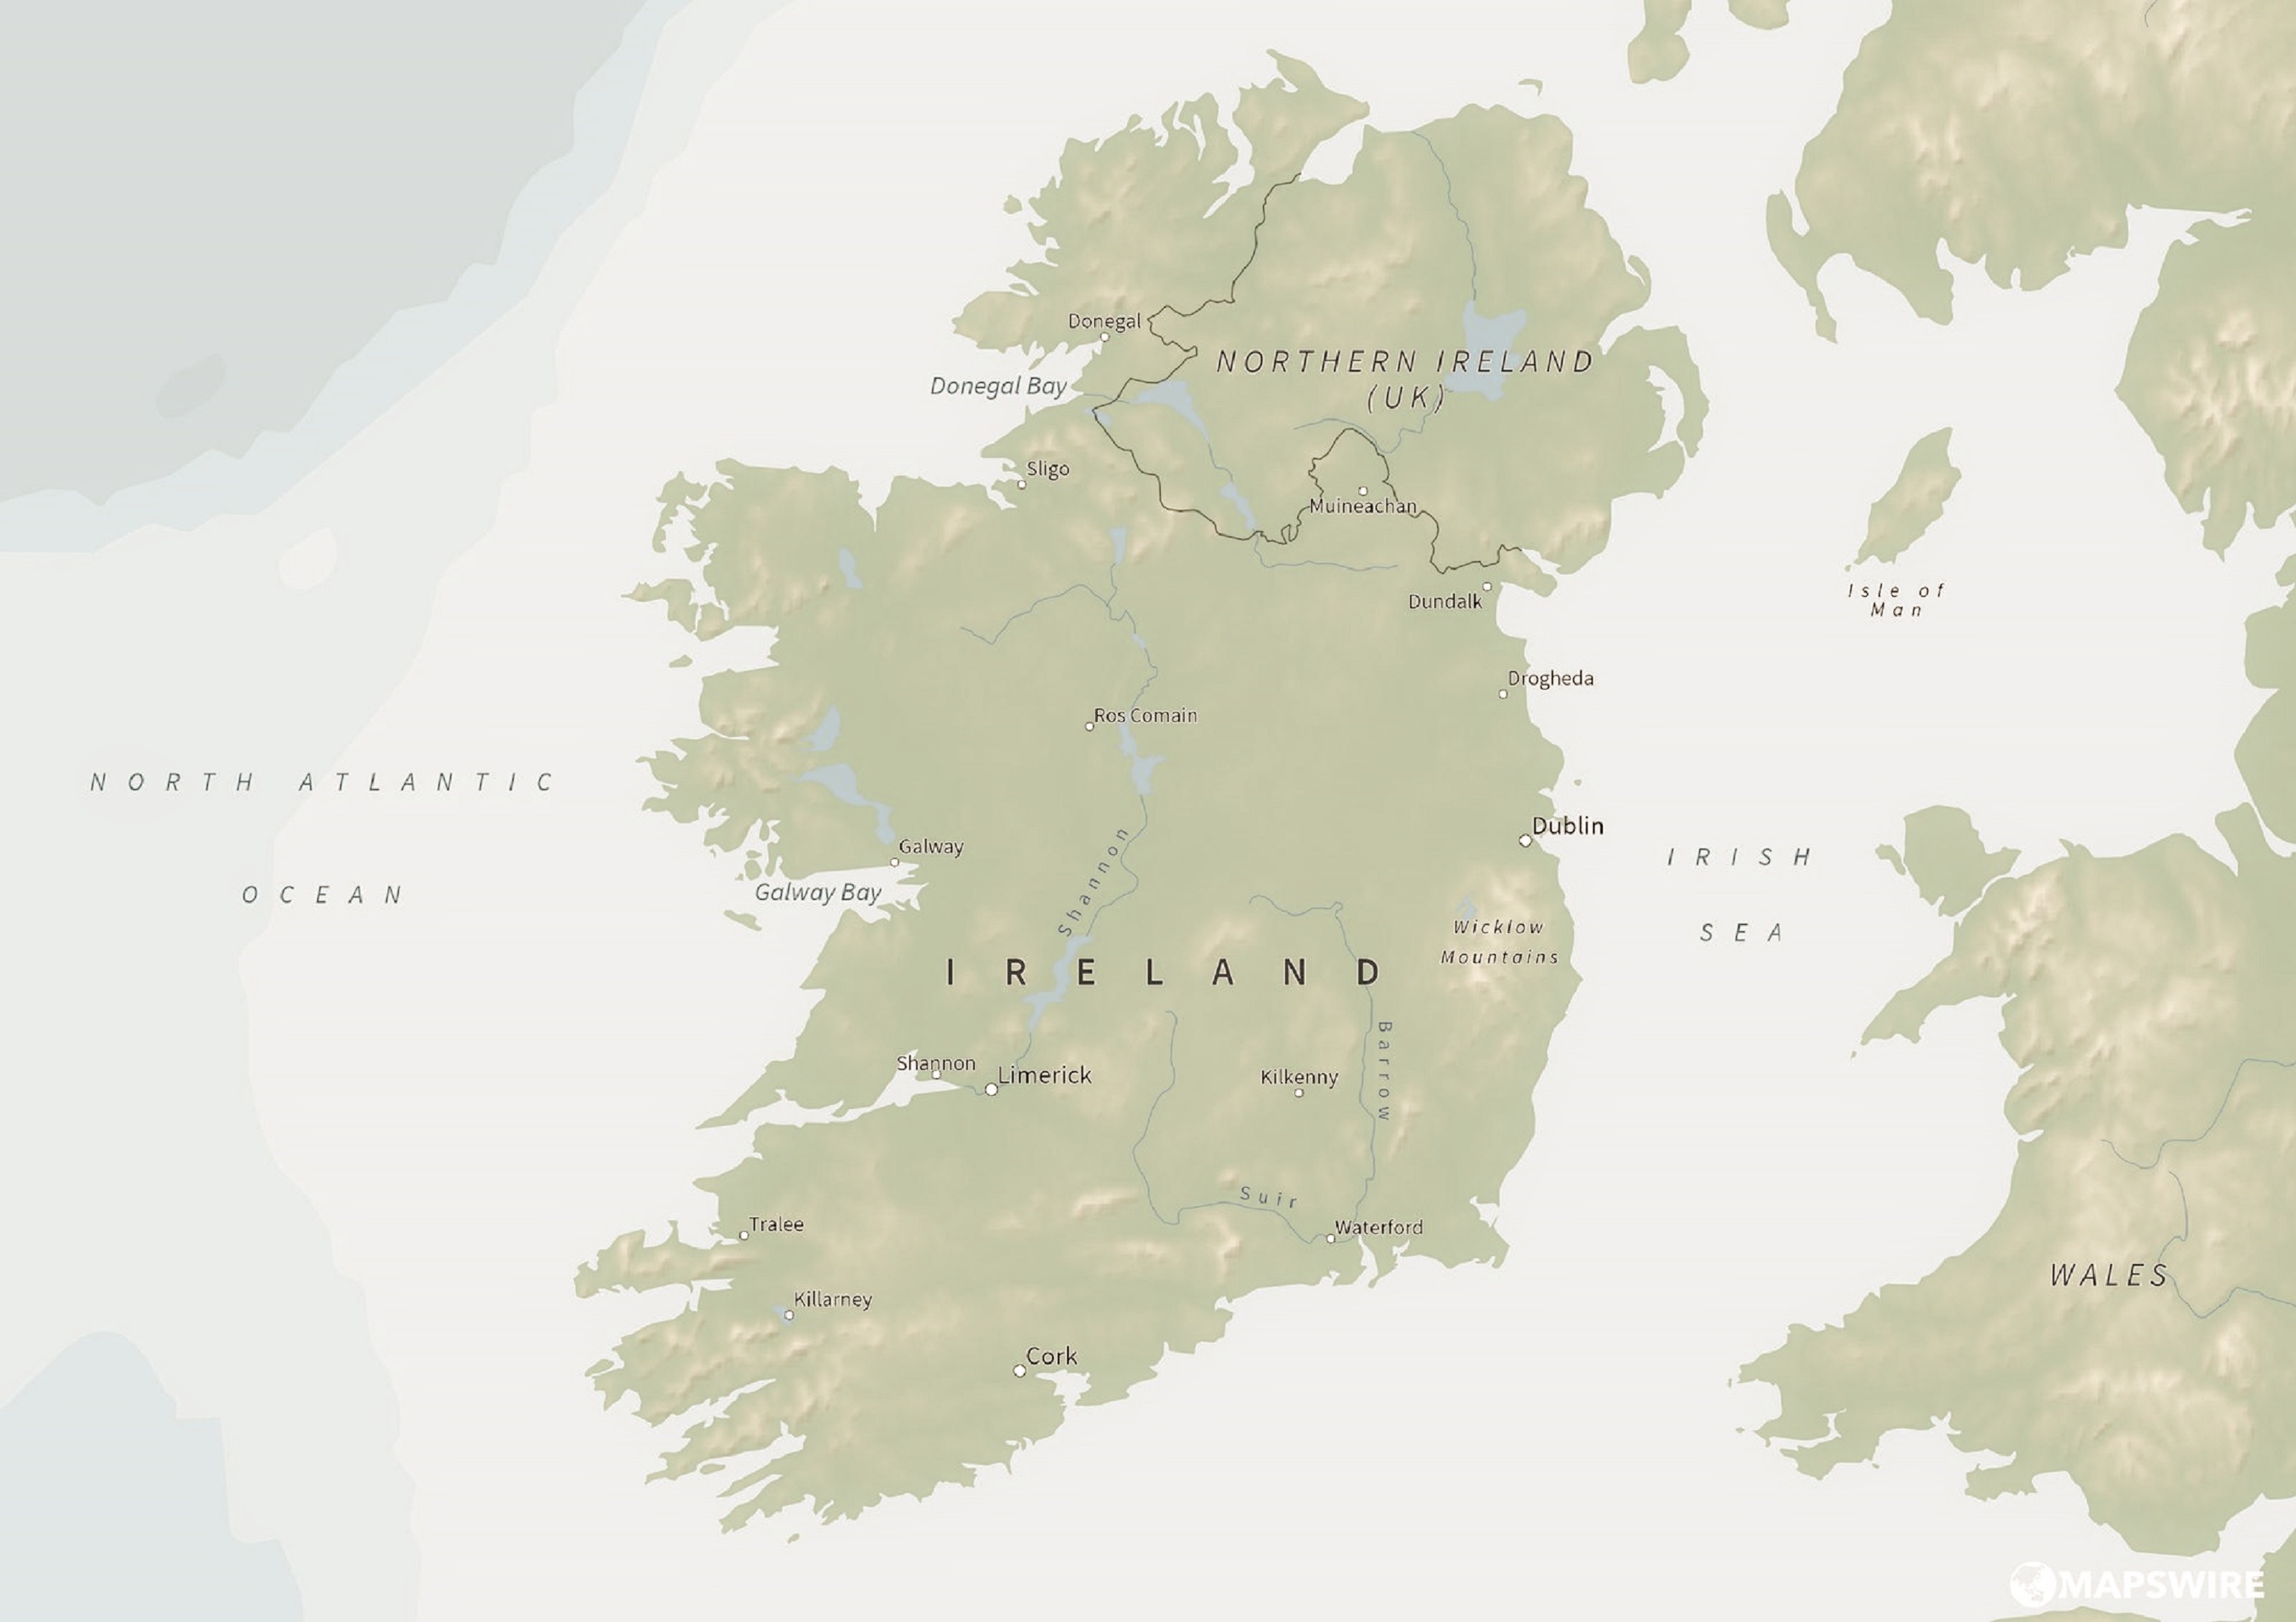 Donegal
NORTHERN IRELAND
(UK)
Donegal Bay
Sligo
Muineachan
Isle of
Man
Dundalk
Drogheda
Ros Comain
NORTH ATLANTIC
OCEAN
Dublin
Galway
IRISH
SEA
Galway Bay
Shannon
Wicklow
Mountains
IRELAND
Barrow
Shannon
Limerick
Kilkenny
Suir
Tralee
Waterford
WALES
Killarney
Cork
MAPSWIRE